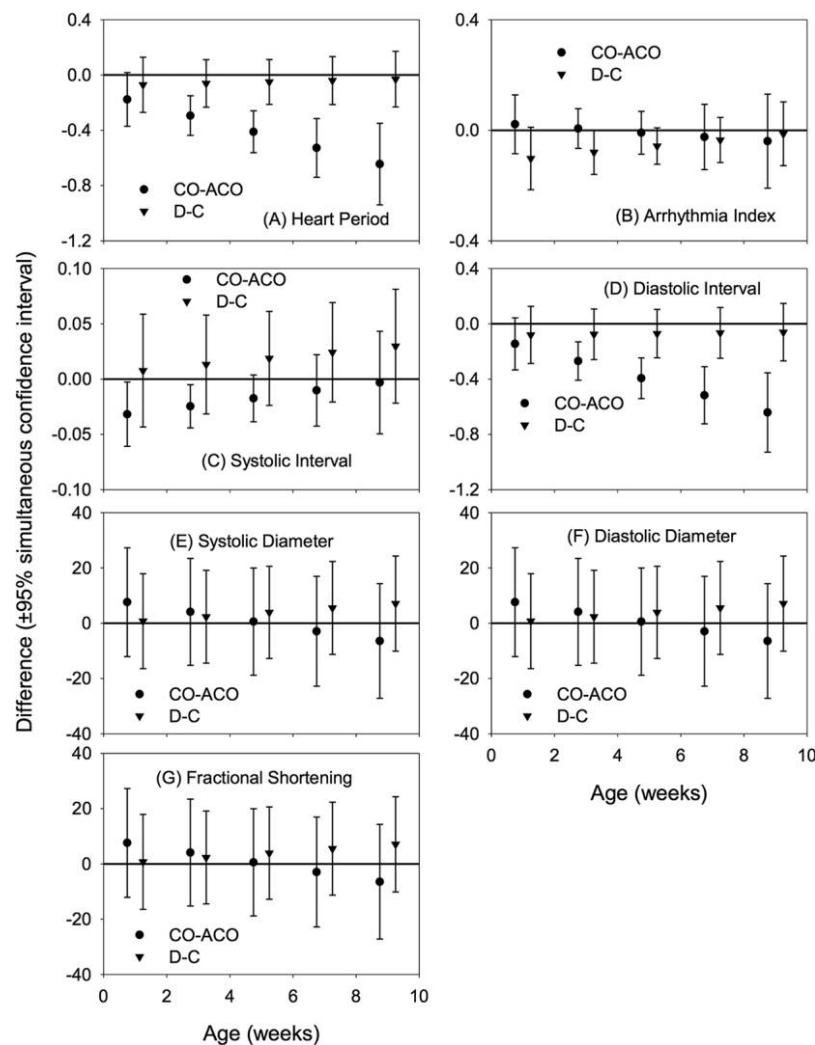 Difference (±95% simultaneous confidence interval)
0.4
0.0
-0.4
-0.8
-1.2
CO-ACO
D-C
(A) Heart Period
0.4
0.0
-0.4
CO-ACO
D-C
(B) Arrhythmia Index
0.10
0.05
0.00
-0.05
-0.10
CO-ACO
D-C
(C) Systolic Interval
0.4
0.0
-0.4
-0.8
-1.2
(D) Diastolic Interval
CO-ACO
D-C
40
20
0
-20
-40
(E) Systolic Diameter
CO-ACO
D-C
40
20
0
-20
-40
(F) Diastolic Diameter
CO-ACO
D-C
0 2 4 6 8 10
Age (weeks)
40
20
0
-20
-40
(G) Fractional Shortening
CO-ACO
D-C
0 2 4 6 8 10
Age (weeks)